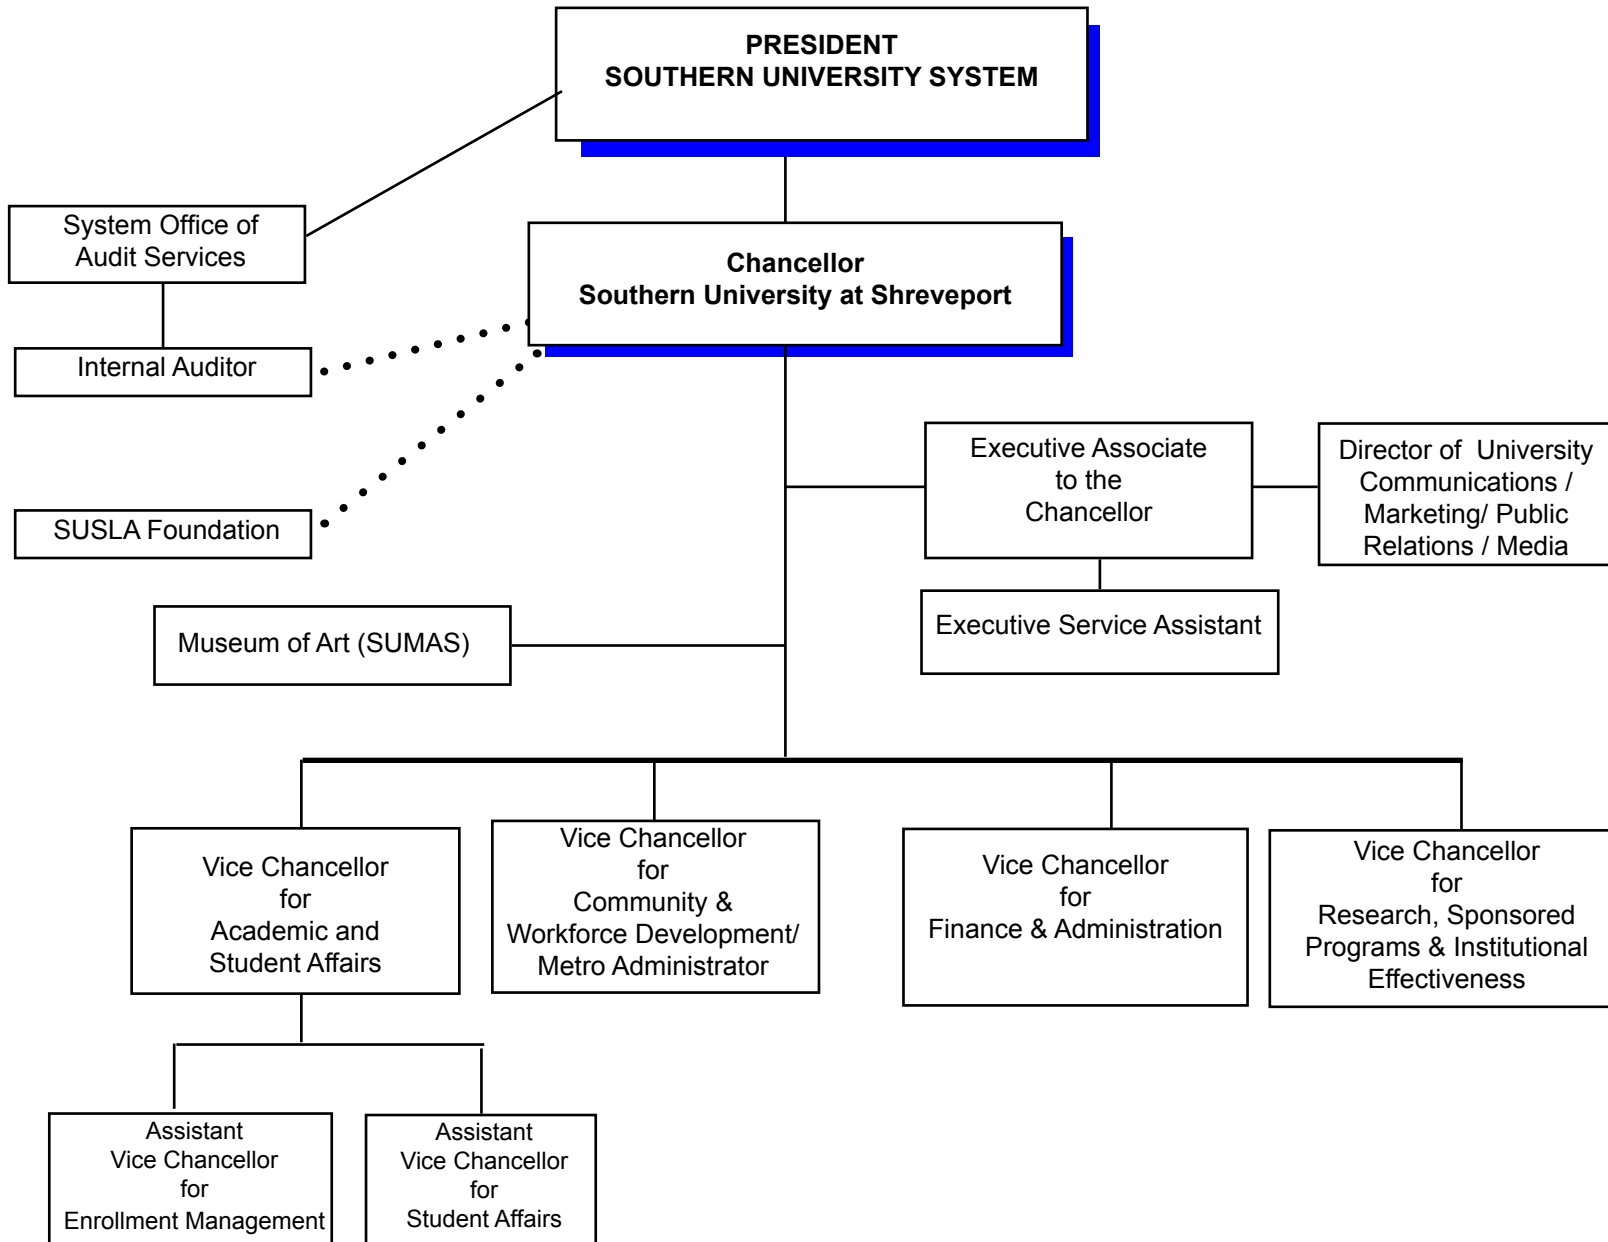 PRESIDENT
SOUTHERN UNIVERSITY SYSTEM
System Office of
Audit Services
Chancellor
Southern University at Shreveport
Internal Auditor
SUSLA Foundation
Executive Associate
to the
Chancellor
Director of University
Communications /
Marketing/ Public
Relations / Media
Executive Service Assistant
Museum of Art (SUMAS)
Vice Chancellor
for
Academic and
Student Affairs
Vice Chancellor
for
Community &
Workforce Development/
Metro Administrator
Vice Chancellor
for
Finance & Administration
Vice Chancellor
for
Research, Sponsored
Programs & Institutional
Effectiveness
Assistant
Vice Chancellor
for
Enrollment Management
Assistant
Vice Chancellor
for
Student Affairs